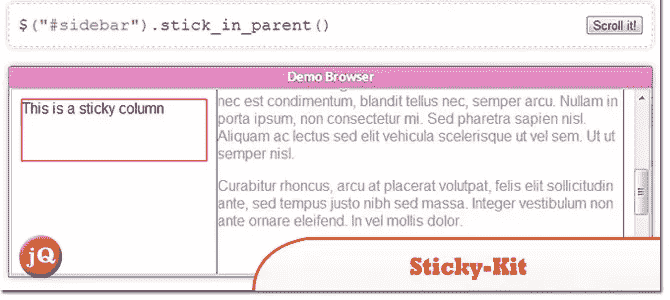 $("#sidebar").stick_in_parent()
Scroll it!
Demo Browser
This is a sticky column
nec est condimentum, blandit tellus nec, semper arcu. Nullam in
porta ipsum, non consectetur mi. Sed pharetra sapien nisl.
Aliquam ac lectus sed elit vehicula scelerisque ut vel sem. Ut ut
semper nisl.
Curabitur rhoncus, arcu at placerat volutpat, felis elit sollicitudin
ante, sed tempus justo nibh sed massa. Integer vestibulum non
ante ornare eleifend. In vel mollis dolor.
jQ
Sticky-Kit